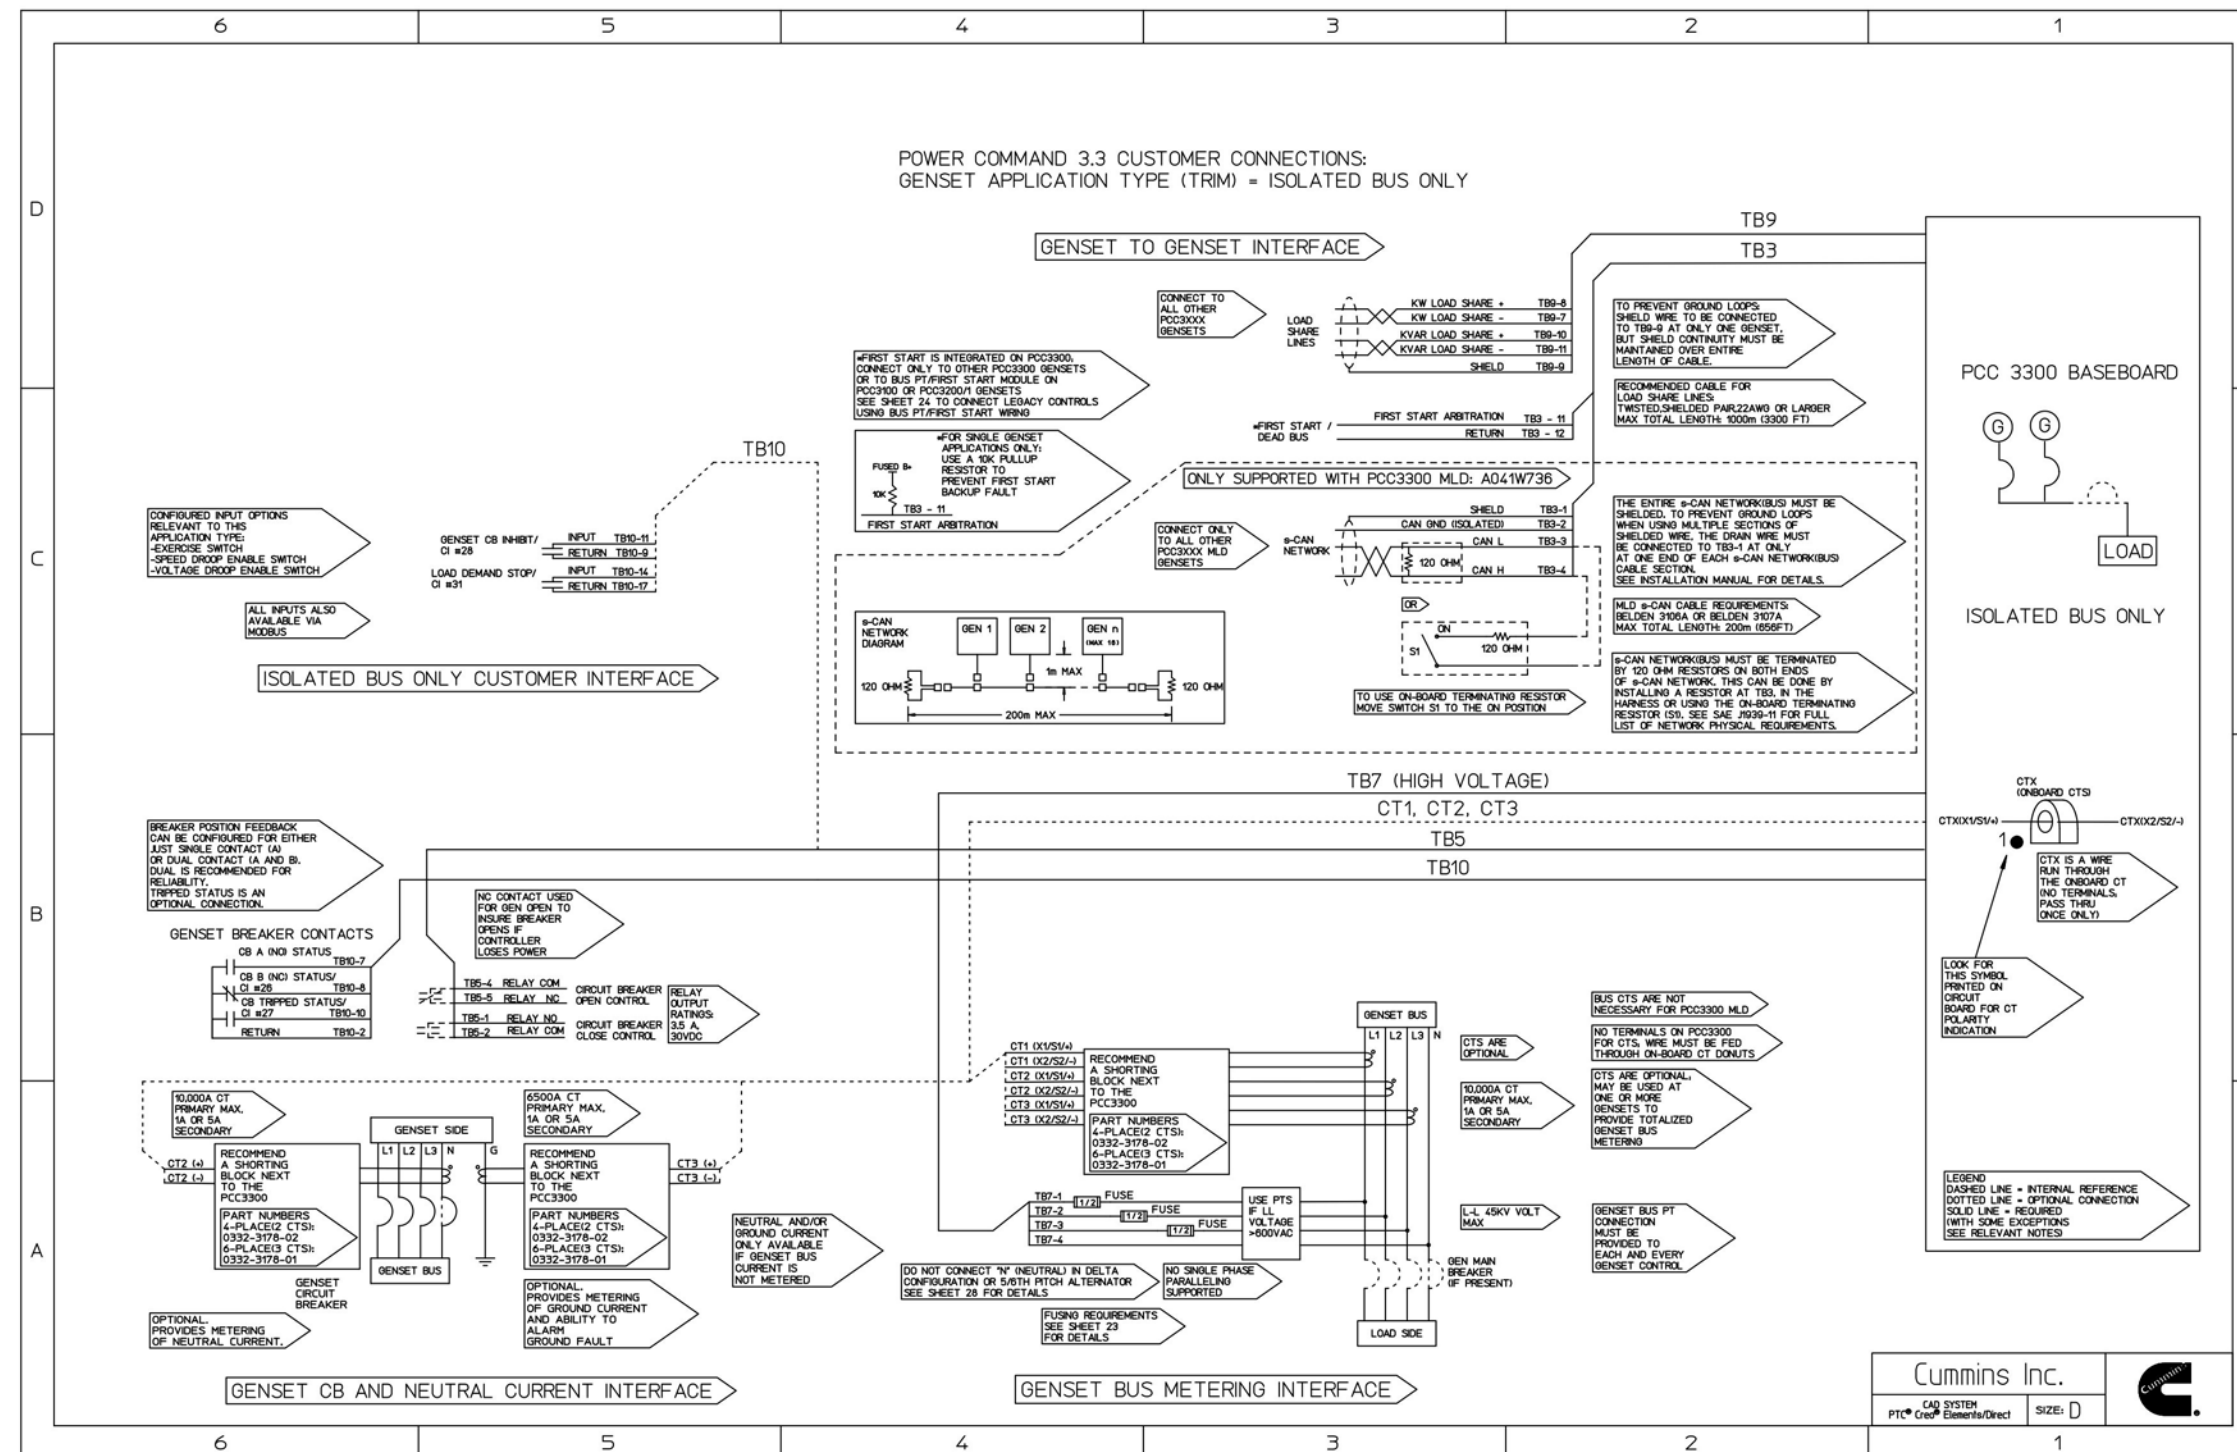 6
5
4
3
2
1
D
C
B
A
POWER COMMAND 3.3 CUSTOMER CONNECTIONS:
GENSET APPLICATION TYPE (TRIM) = ISOLATED BUS ONLY
GENSET TO GENSET INTERFACE
TB9
TB3
CONNECT TO
ALL OTHER
PCC3XXX
GENSETS
LOAD
SHARE
LINES
KW LOAD SHARE + TB9-8
KW LOAD SHARE - TB9-7
KVAR LOAD SHARE + TB9-10
KVAR LOAD SHARE - TB9-11
SHIELD TB9-9
TO PREVENT GROUND LOOPS:
SHIELD WIRE TO BE CONNECTED
TO TB9-9 AT ONLY ONE GENSET,
BUT SHIELD CONTINUITY MUST BE
MAINTAINED OVER ENTIRE
LENGTH OF CABLE.
RECOMMENDED CABLE FOR
LOAD SHARE LINES:
TWISTED,SHIELDED PAIR,22AWG OR LARGER
MAX TOTAL LENGTH: 1000m (3300 FT)
*FIRST START IS INTEGRATED ON PCC3300,
CONNECT ONLY TO OTHER PCC3300 GENSETS
OR TO BUS PT/FIRST START MODULE ON
PCC3100 OR PCC3200/1 GENSETS
SEE SHEET 24 TO CONNECT LEGACY CONTROLS
USING BUS PT/FIRST START WIRING
*FIRST START /
DEAD BUS
FIRST START ARBITRATION TB3 - 11
RETURN TB3 - 12
*FOR SINGLE GENSET
APPLICATIONS ONLY:
USE A 10K PULLUP
RESISTOR TO
PREVENT FIRST START
BACKUP FAULT
FUSED B+
10K
TB3 - 11
FIRST START ARBITRATION
ONLY SUPPORTED WITH PCC3300 MLD: A041W736
CONNECT ONLY
TO ALL OTHER
PCC3XXX MLD
GENSETS
s-CAN
NETWORK
SHIELD TB3-1
CAN GND (ISOLATED) TB3-2
CAN L TB3-3
120 OHM
CAN H TB3-4
OR
ON
S1
120 OHM
TO USE ON-BOARD TERMINATING RESISTOR
MOVE SWITCH S1 TO THE ON POSITION
THE ENTIRE s-CAN NETWORK(BUS) MUST BE
SHIELDED. TO PREVENT GROUND LOOPS
WHEN USING MULTIPLE SECTIONS OF
SHIELDED WIRE, THE DRAIN WIRE MUST
BE CONNECTED TO TB3-1 AT ONLY
AT ONE END OF EACH s-CAN NETWORK(BUS)
CABLE SECTION.
SEE INSTALLATION MANUAL FOR DETAILS.
MLD s-CAN CABLE REQUIREMENTS:
BELDEN 3106A OR BELDEN 3107A
MAX TOTAL LENGTH: 200m (656FT)
s-CAN NETWORK(BUS) MUST BE TERMINATED
BY 120 OHM RESISTORS ON BOTH ENDS
OF s-CAN NETWORK. THIS CAN BE DONE BY
INSTALLING A RESISTOR AT TB3, IN THE
HARNESS OR USING THE ON-BOARD TERMINATING
RESISTOR (S1). SEE SAE J1939-11 FOR FULL
LIST OF NETWORK PHYSICAL REQUIREMENTS.
s-CAN
NETWORK
DIAGRAM
GEN 1
GEN 2
GEN n
(MAX 16)
1m MAX
120 OHM
120 OHM
200m MAX
TB10
CONFIGURED INPUT OPTIONS
RELEVANT TO THIS
APPLICATION TYPE:
-EXERCISE SWITCH
-SPEED DROOP ENABLE SWITCH
-VOLTAGE DROOP ENABLE SWITCH
ALL INPUTS ALSO
AVAILABLE VIA
MODBUS
GENSET CB INHIBIT/
CI #28
INPUT TB10-11
RETURN TB10-9
LOAD DEMAND STOP/
CI #31
INPUT TB10-14
RETURN TB10-17
ISOLATED BUS ONLY CUSTOMER INTERFACE
PCC 3300 BASEBOARD
G
G
LOAD
ISOLATED BUS ONLY
CTX
(ONBOARD CTS)
CTX(X1/S1/+)
CTX(X2/S2/-)
1
CTX IS A WIRE
RUN THROUGH
THE ONBOARD CT
(NO TERMINALS,
PASS THRU
ONCE ONLY)
LOOK FOR
THIS SYMBOL
PRINTED ON
CIRCUIT
BOARD FOR CT
POLARITY
INDICATION
LEGEND
DASHED LINE = INTERNAL REFERENCE
DOTTED LINE = OPTIONAL CONNECTION
SOLID LINE = REQUIRED
(WITH SOME EXCEPTIONS
SEE RELEVANT NOTES)
TB7 (HIGH VOLTAGE)
CT1, CT2, CT3
TB5
TB10
BREAKER POSITION FEEDBACK
CAN BE CONFIGURED FOR EITHER
JUST SINGLE CONTACT (A)
OR DUAL CONTACT (A AND B).
DUAL IS RECOMMENDED FOR
RELIABILITY.
TRIPPED STATUS IS AN
OPTIONAL CONNECTION.
GENSET BREAKER CONTACTS
CB A (NO) STATUS
TB10-7
CB B (NC) STATUS/
CI #26 TB10-8
CB TRIPPED STATUS/
CI #27 TB10-10
RETURN TB10-2
NC CONTACT USED
FOR GEN OPEN TO
INSURE BREAKER
OPENS IF
CONTROLLER
LOSES POWER
TB5-4 RELAY COM
TB5-5 RELAY NC
CIRCUIT BREAKER
OPEN CONTROL
TB5-1 RELAY NO
TB5-2 RELAY COM
CIRCUIT BREAKER
CLOSE CONTROL
RELAY
OUTPUT
RATINGS:
3.5 A,
30VDC
10,000A CT
PRIMARY MAX,
1A OR 5A
SECONDARY
CT2 (+)
CT2 (-)
RECOMMEND
A SHORTING
BLOCK NEXT
TO THE
PCC3300
PART NUMBERS
4-PLACE(2 CTS):
0332-3178-02
6-PLACE(3 CTS):
0332-3178-01
GENSET SIDE
L1 L2 L3 N G
GENSET BUS
GENSET
CIRCUIT
BREAKER
OPTIONAL.
PROVIDES METERING
OF NEUTRAL CURRENT.
6500A CT
PRIMARY MAX,
1A OR 5A
SECONDARY
RECOMMEND
A SHORTING
BLOCK NEXT
TO THE
PCC3300
PART NUMBERS
4-PLACE(2 CTS):
0332-3178-02
6-PLACE(3 CTS):
0332-3178-01
CT3 (+)
CT3 (-)
OPTIONAL.
PROVIDES METERING
OF GROUND CURRENT
AND ABILITY TO
ALARM
GROUND FAULT
NEUTRAL AND/OR
GROUND CURRENT
ONLY AVAILABLE
IF GENSET BUS
CURRENT IS
NOT METERED
GENSET CB AND NEUTRAL CURRENT INTERFACE
CT1 (X1/S1/+)
CT1 (X2/S2/-)
CT2 (X1/S1/+)
CT2 (X2/S2/-)
CT3 (X1/S1/+)
CT3 (X2/S2/-)
RECOMMEND
A SHORTING
BLOCK NEXT
TO THE
PCC3300
PART NUMBERS
4-PLACE(2 CTS):
0332-3178-02
6-PLACE(3 CTS):
0332-3178-01
GENSET BUS
L1 L2 L3 N
CTS ARE
OPTIONAL
10,000A CT
PRIMARY MAX,
1A OR 5A
SECONDARY
BUS CTS ARE NOT
NECESSARY FOR PCC3300 MLD
NO TERMINALS ON PCC3300
FOR CTS, WIRE MUST BE FED
THROUGH ON-BOARD CT DONUTS
CTS ARE OPTIONAL,
MAY BE USED AT
ONE OR MORE
GENSETS TO
PROVIDE TOTALIZED
GENSET BUS
METERING
TB7-1 [1/2] FUSE
TB7-2 [1/2] FUSE
TB7-3 [1/2] FUSE
TB7-4
USE PTS
IF LL
VOLTAGE
>600VAC
L-L 45KV VOLT
MAX
GENSET BUS PT
CONNECTION
MUST BE
PROVIDED TO
EACH AND EVERY
GENSET CONTROL
DO NOT CONNECT "N" (NEUTRAL) IN DELTA
CONFIGURATION OR 5/6TH PITCH ALTERNATOR
SEE SHEET 28 FOR DETAILS
NO SINGLE PHASE
PARALLELING
SUPPORTED
GEN MAIN
BREAKER
(IF PRESENT)
FUSING REQUIREMENTS
SEE SHEET 23
FOR DETAILS
LOAD SIDE
GENSET BUS METERING INTERFACE
Cummins Inc.
CAD SYSTEM
PTC® Creo® Elements/Direct
SIZE: D
Cummins
6
5
4
3
2
1